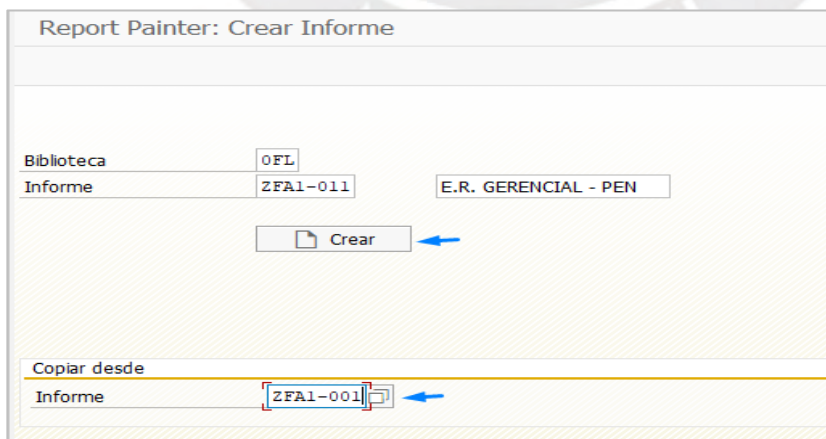 Report Painter: Crear Informe
Biblioteca 0FL
Informe ZFA1-011 E.R. GERENCIAL - PEN
Crear
Copiar desde
Informe ZFA1-001